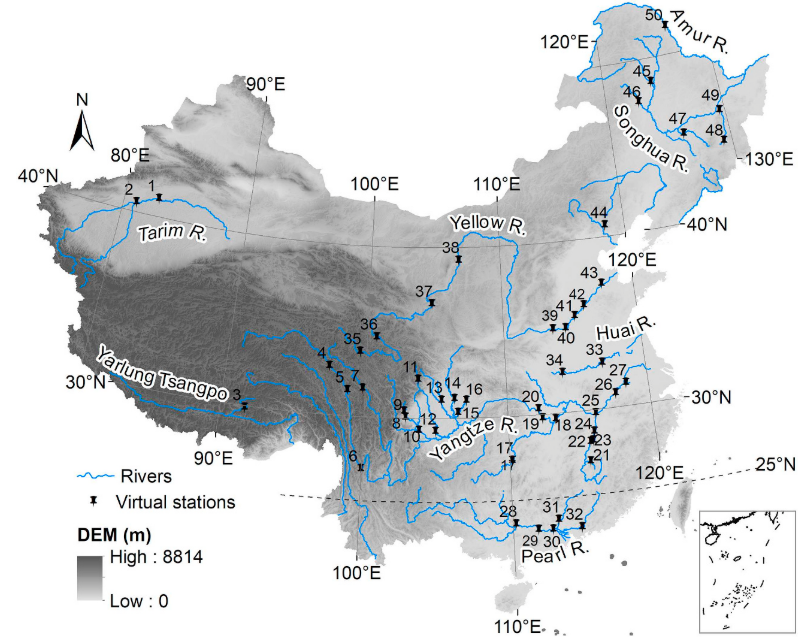 50
Amur R.
120°E
45
46
49
90°E
47
48
Songhua R.
130°E
N
80°E
40°N
2
1
100°E
110°E
44
40°N
Tarim R.
Yellow R.
38
120°E
43
37
42
41
39
40
Huai R.
36
35
33
34
4
27
30°N
Yarlung Tsangpo
5
7
11
13
14
16
26
3
9
8
15
20
25
30°N
10
12
19
18
24
Yangtze R.
22
23
90°E
6
17
21
120°E
25°N
Rivers
Virtual stations
28
31
32
29
30
DEM (m)
Pearl R.
High : 8814
100°E
Low : 0
110°E